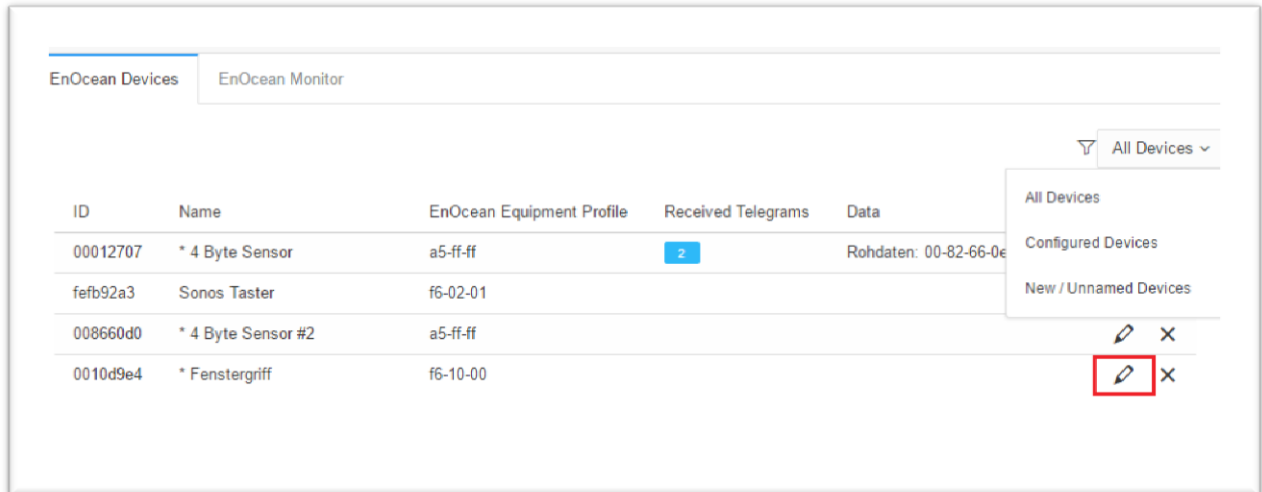 EnOcean Devices EnOcean Monitor
All Devices
All Devices
Configured Devices
New / Unnamed Devices
ID Name EnOcean Equipment Profile Received Telegrams Data
00012707 * 4 Byte Sensor a5-ff-ff 2 Rohdaten: 00-82-66-0e
fefb92a3 Sonos Taster f6-02-01
008660d0 * 4 Byte Sensor #2 a5-ff-ff
0010d9e4 * Fenstergriff f6-10-00